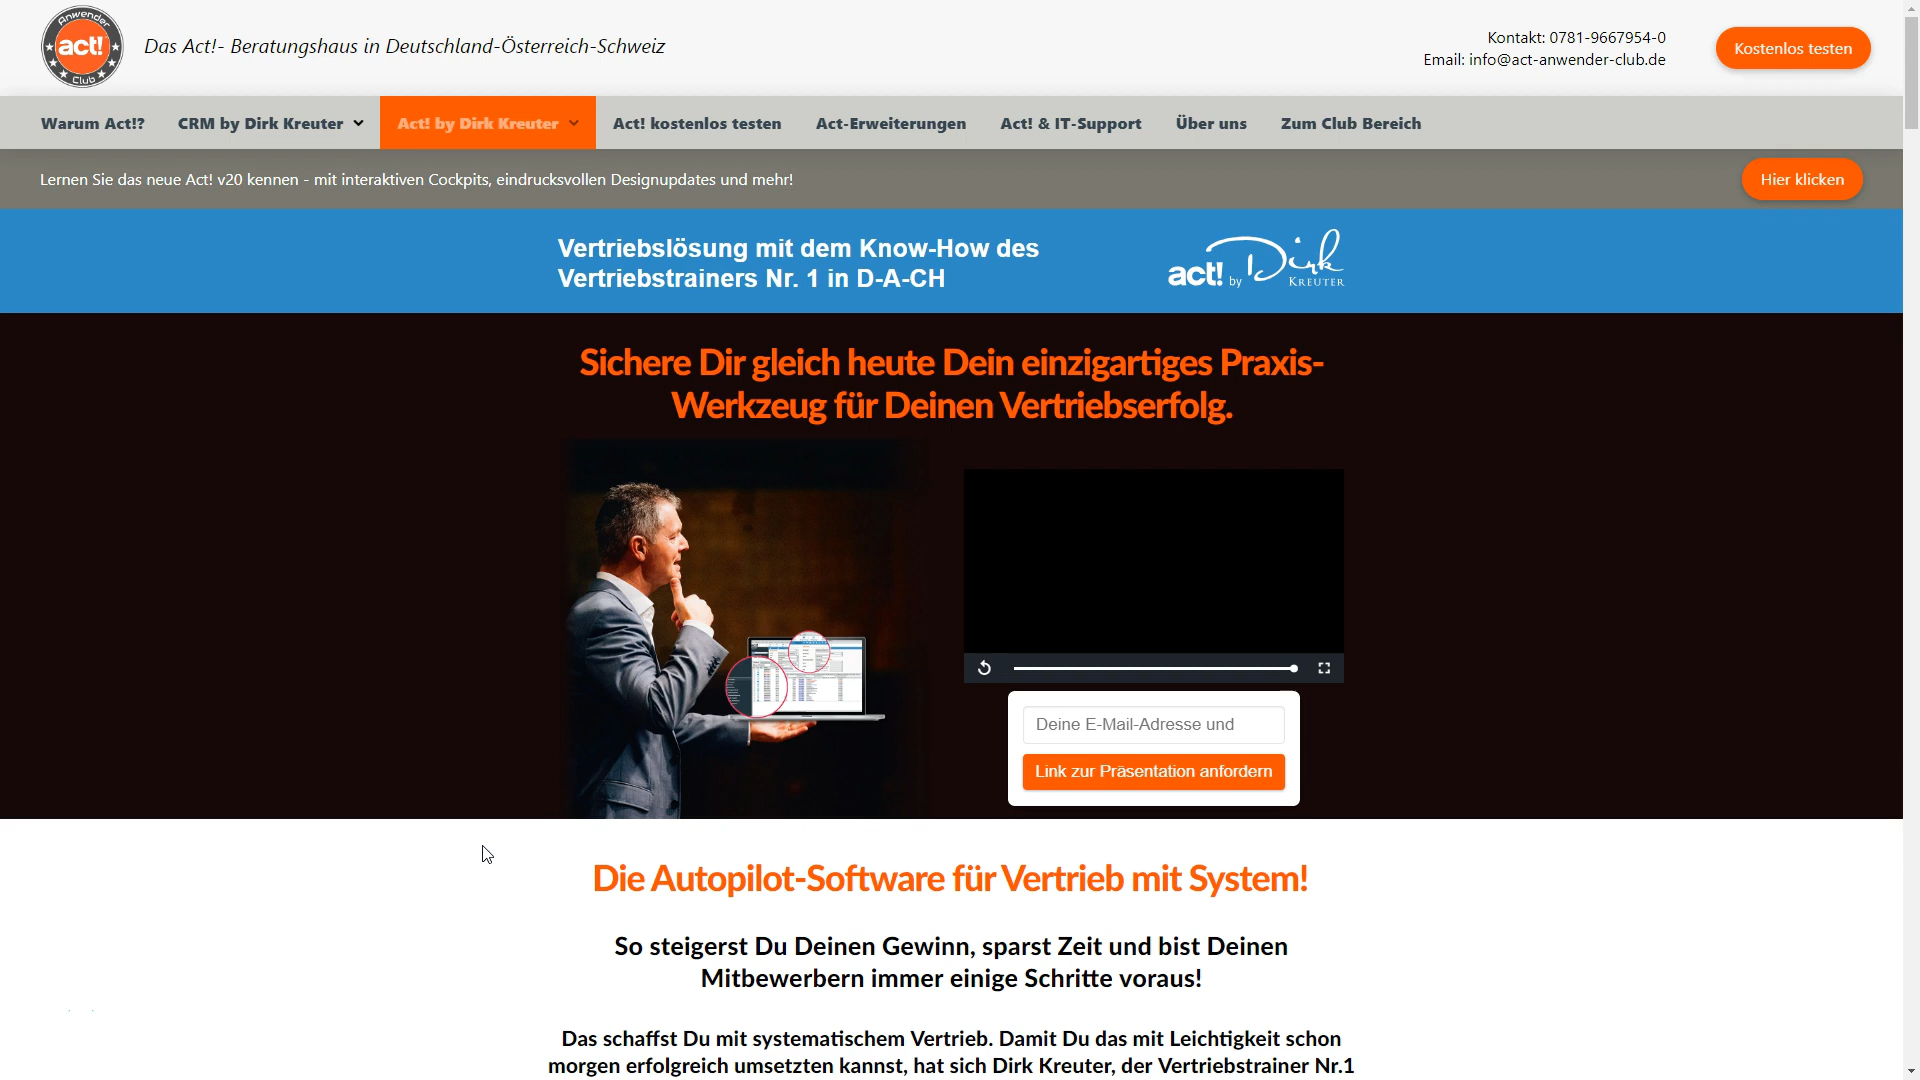 Anwender
act!
Club
Das Act!- Beratungshaus in Deutschland-Österreich-Schweiz
Kontakt: 0781-9667954-0
Email: info@act-anwender-club.de
Kostenlos testen
Warum Act!?
CRM by Dirk Kreuter
Act! by Dirk Kreuter
Act! kostenlos testen
Act-Erweiterungen
Act! & IT-Support
Über uns
Zum Club Bereich
Lernen Sie das neue Act! v20 kennen - mit interaktiven Cockpits, eindrucksvollen Designupdates und mehr!
Hier klicken
Vertriebslösung mit dem Know-How des
Vertriebstrainers Nr. 1 in D-A-CH
act! by Dirk
KREUTER
Sichere Dir gleich heute Dein einzigartiges Praxis-
Werkzeug für Deinen Vertriebserfolg.
Deine E-Mail-Adresse und
Link zur Präsentation anfordern
Die Autopilot-Software für Vertrieb mit System!
So steigerst Du Deinen Gewinn, sparst Zeit und bist Deinen
Mitbewerbern immer einige Schritte voraus!
Das schaffst Du mit systematischem Vertrieb. Damit Du das mit Leichtigkeit schon
morgen erfolgreich umsetzten kannst, hat sich Dirk Kreuter, der Vertriebstrainer Nr.1